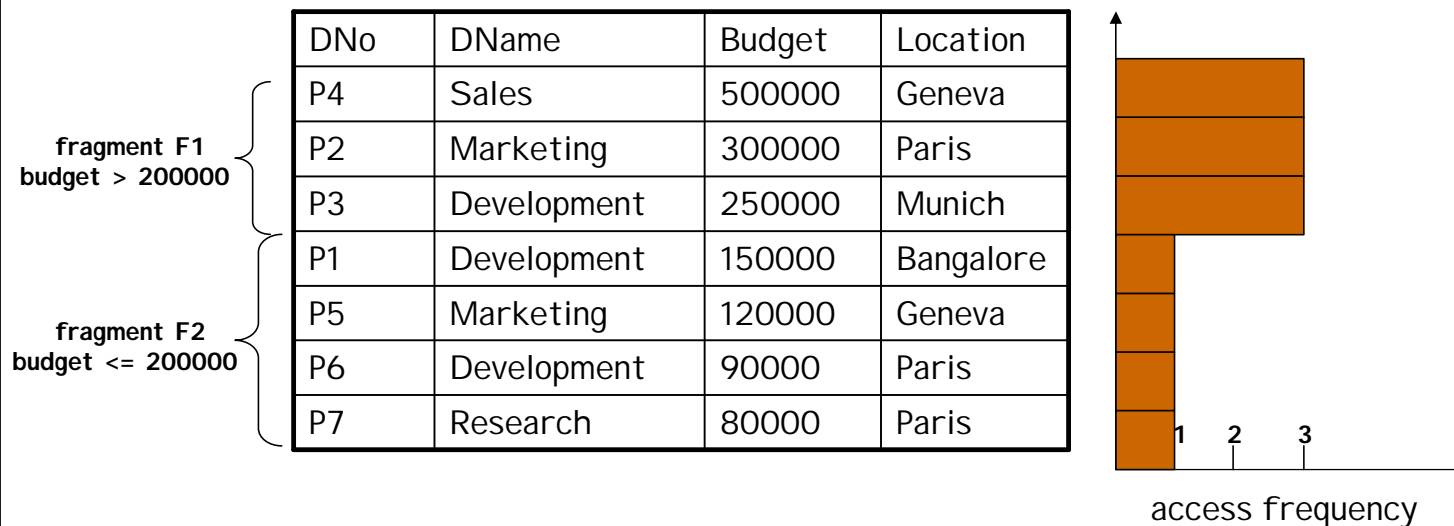 DNo DName Budget Location
P4 Sales 500000 Geneva
fragment F1
budget > 200000
P2 Marketing 300000 Paris
P3 Development 250000 Munich
P1 Development 150000 Bangalore
P5 Marketing 120000 Geneva
fragment F2
budget <= 200000
P6 Development 90000 Paris
P7 Research 80000 Paris
1 2 3
access frequency